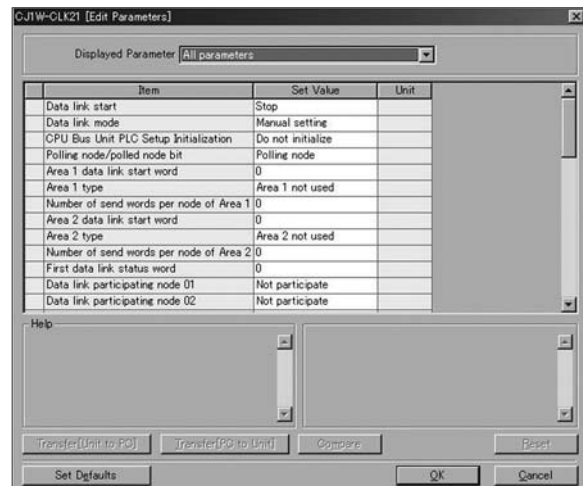 CJ1W-CLK21 [Edit Parameters]
Displayed Parameter All parameters
Item Set Value Unit
Data link start Stop
Data link mode Manual setting
CPU Bus Unit PLC Setup Initialization Do not initialize
Polling node/polled node bit Polling node
Area 1 data link start word 0
Area 1 type Area 1 not used
Number of send words per node of Area 1 0
Area 2 data link start word 0
Area 2 type Area 2 not used
Number of send words per node of Area 2 0
First data link status word 0
Data link participating node 01 Not participate
Data link participating node 02 Not participate
Help
Transfer[Unit to PC] Transfer[PC to Unit] Compare Reset
Set Defaults OK Cancel